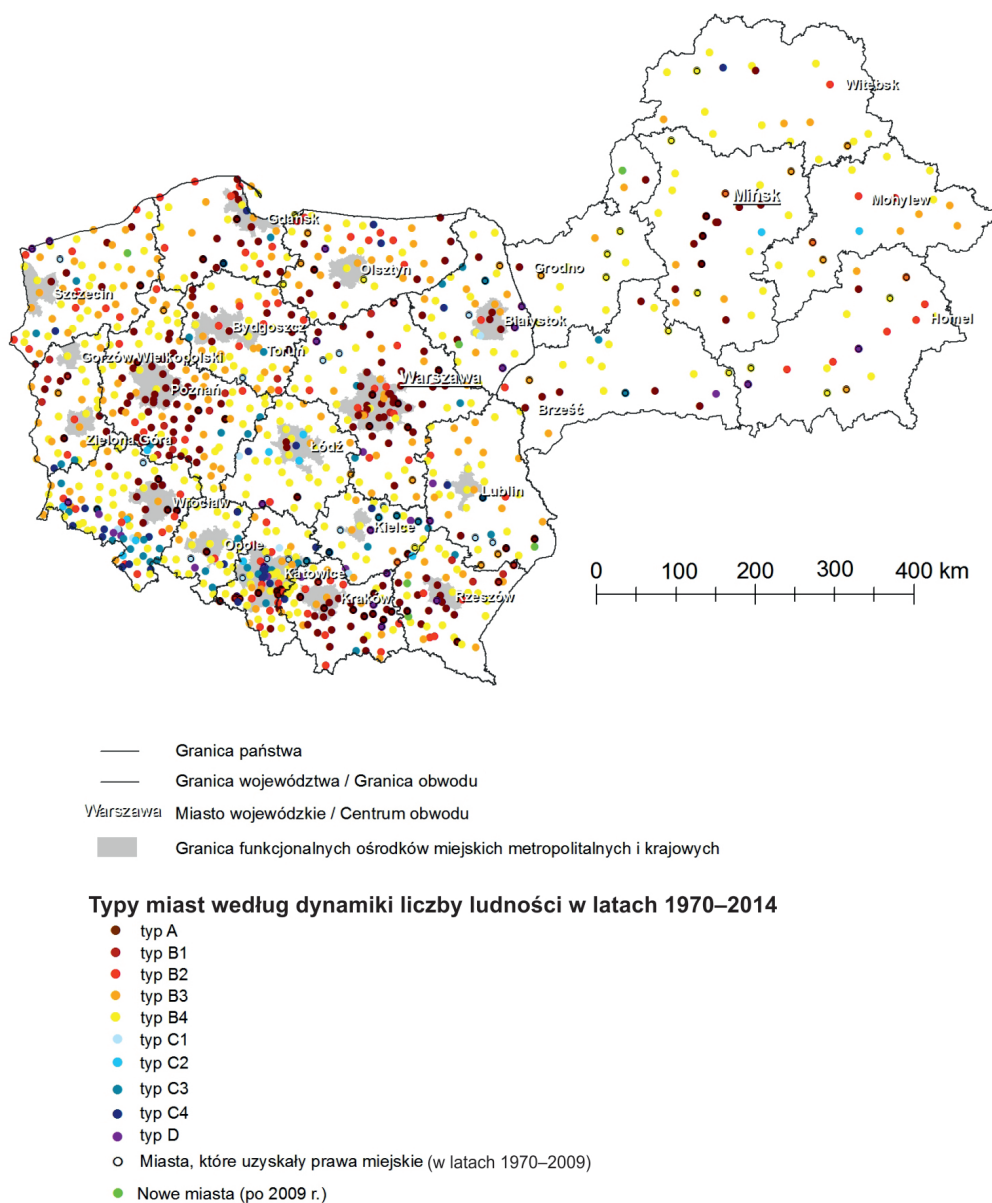 Witebsk
Mińsk
Mohylew
Gdańsk
Olsztyn
Grodno
Szczecin
Homel
Bydgoszcz
Białystok
Toruń
Gorzów Wielkopolski
Warszawa
Poznań
Brześć
Zielona Góra
Łódź
Lublin
Wrocław
Kielce
Opole
Katowice
Kraków
Rzeszów
0 100 200 300 400 km
Granica państwa
Granica województwa / Granica obwodu
Warszawa Miasto wojewódzkie / Centrum obwodu
Granica funkcjonalnych ośrodków miejskich metropolitalnych i krajowych
Typy miast według dynamiki liczby ludności w latach 1970–2014
typ A
typ B1
typ B2
typ B3
typ B4
typ C1
typ C2
typ C3
typ C4
typ D
Miasta, które uzyskały prawa miejskie (w latach 1970–2009)
Nowe miasta (po 2009 r.)